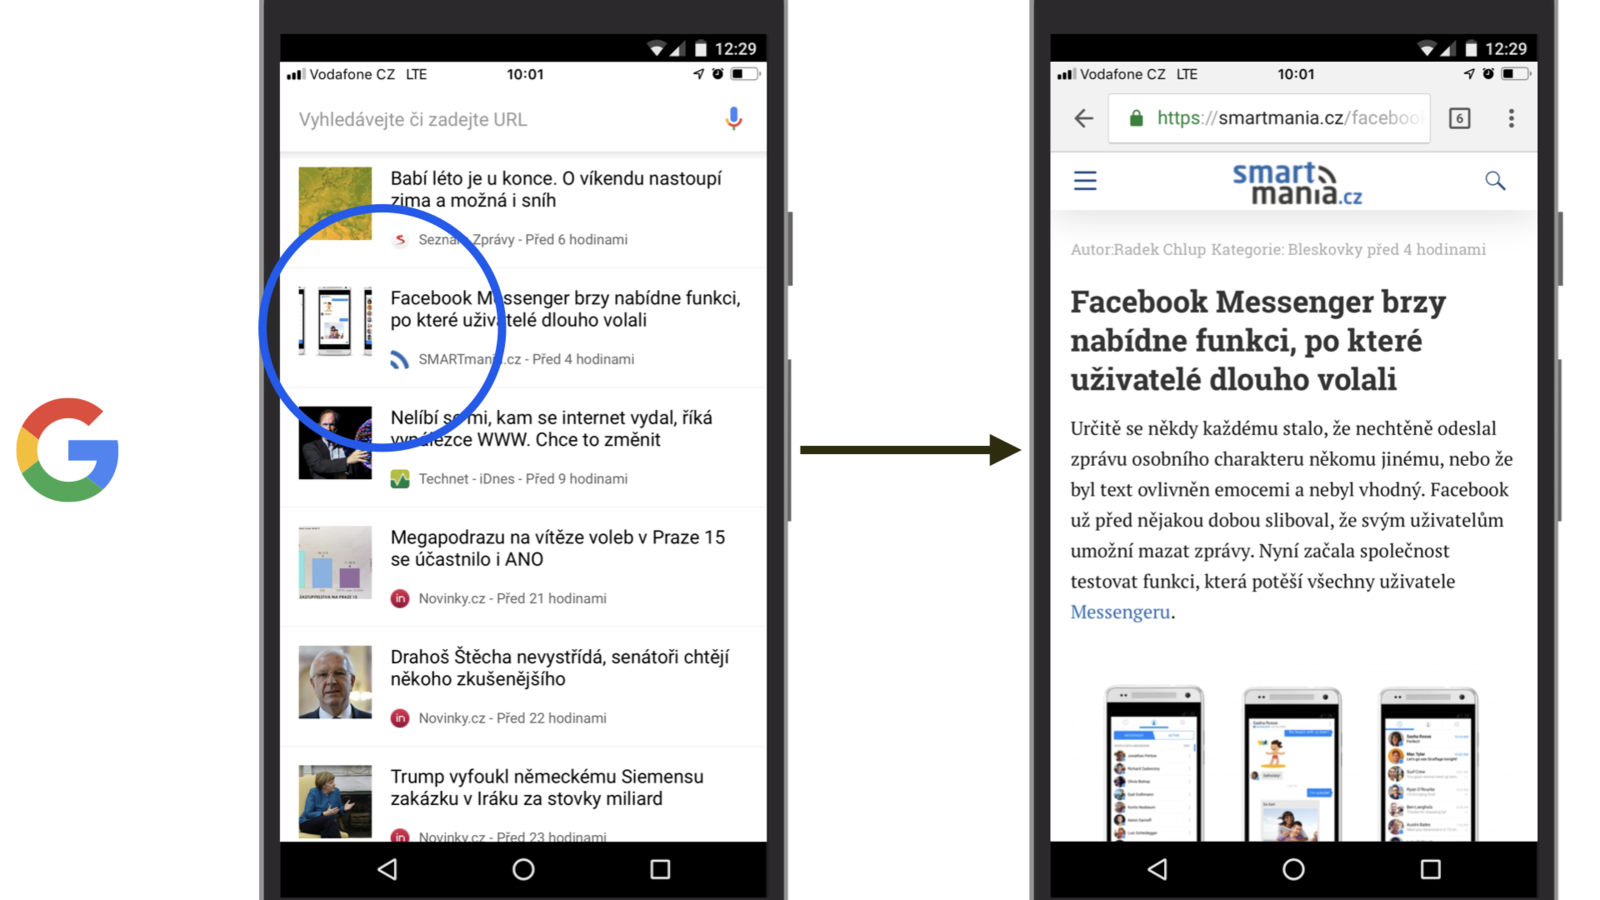 12:29
Vodafone CZ LTE 10:01
Vyhledávejte či zadejte URL
Babí léto je u konce. O víkendu nastoupí
zima a možná i sníh
Seznam Zprávy - Před 6 hodinami
Facebook Messenger brzy nabídne funkci,
po které uživatelé dlouho volali
SMARTmania.cz - Před 4 hodinami
Nelíbí se mi, kam se internet vydal, říká
vynálezce WWW. Chce to změnit
Technet - iDnes - Před 9 hodinami
Megapodrazu na vítěze voleb v Praze 15
se účastnilo i ANO
in Novinky.cz - Před 21 hodinami
Drahoš Štěcha nevystřídá, senátoři chtějí
někoho zkušenějšího
in Novinky.cz - Před 22 hodinami
Trump vyfoukl německému Siemensu
zakázku v Iráku za stovky miliard
in Novinky.cz - Před 23 hodinami
12:29
Vodafone CZ LTE 10:01
https://smartmania.cz/faceboo
6
smart
mania.cz
Autor:Radek Chlup Kategorie: Bleskovky před 4 hodinami
Facebook Messenger brzy
nabídne funkci, po které
uživatelé dlouho volali
Určitě se někdy každému stalo, že nechtěně odeslal
zprávu osobního charakteru někomu jinému, nebo že
byl text ovlivněn emocemi a nebyl vhodný. Facebook
už před nějakou dobou sliboval, že svým uživatelům
umožní mazat zprávy. Nyní začala společnost
testovat funkci, která potěší všechny uživatele
Messengeru.